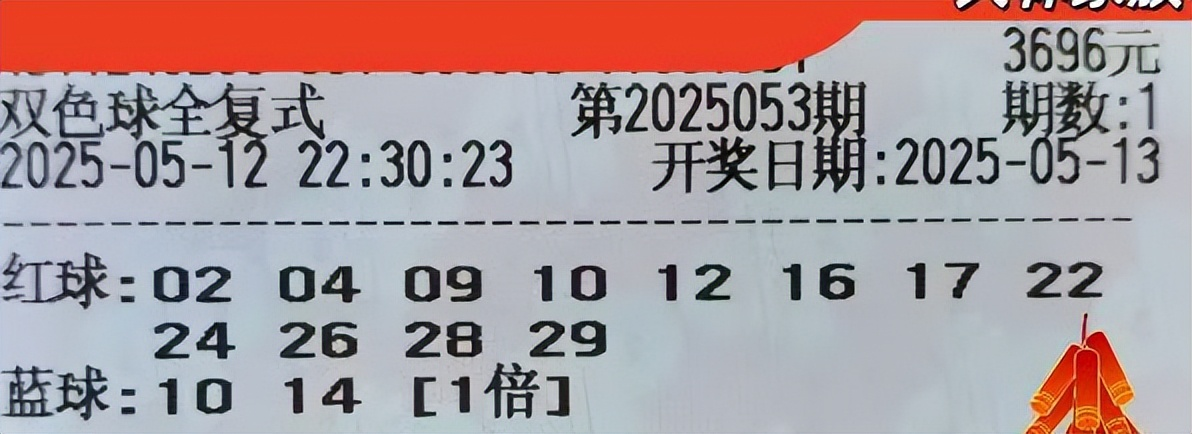 3696元
双色球全复式 第2025053期 期数:1
2025-05-12 22:30:23 开奖日期:2025-05-13
红球:02 04 09 10 12 16 17 22
24 26 28 29
蓝球:10 14 [1倍]